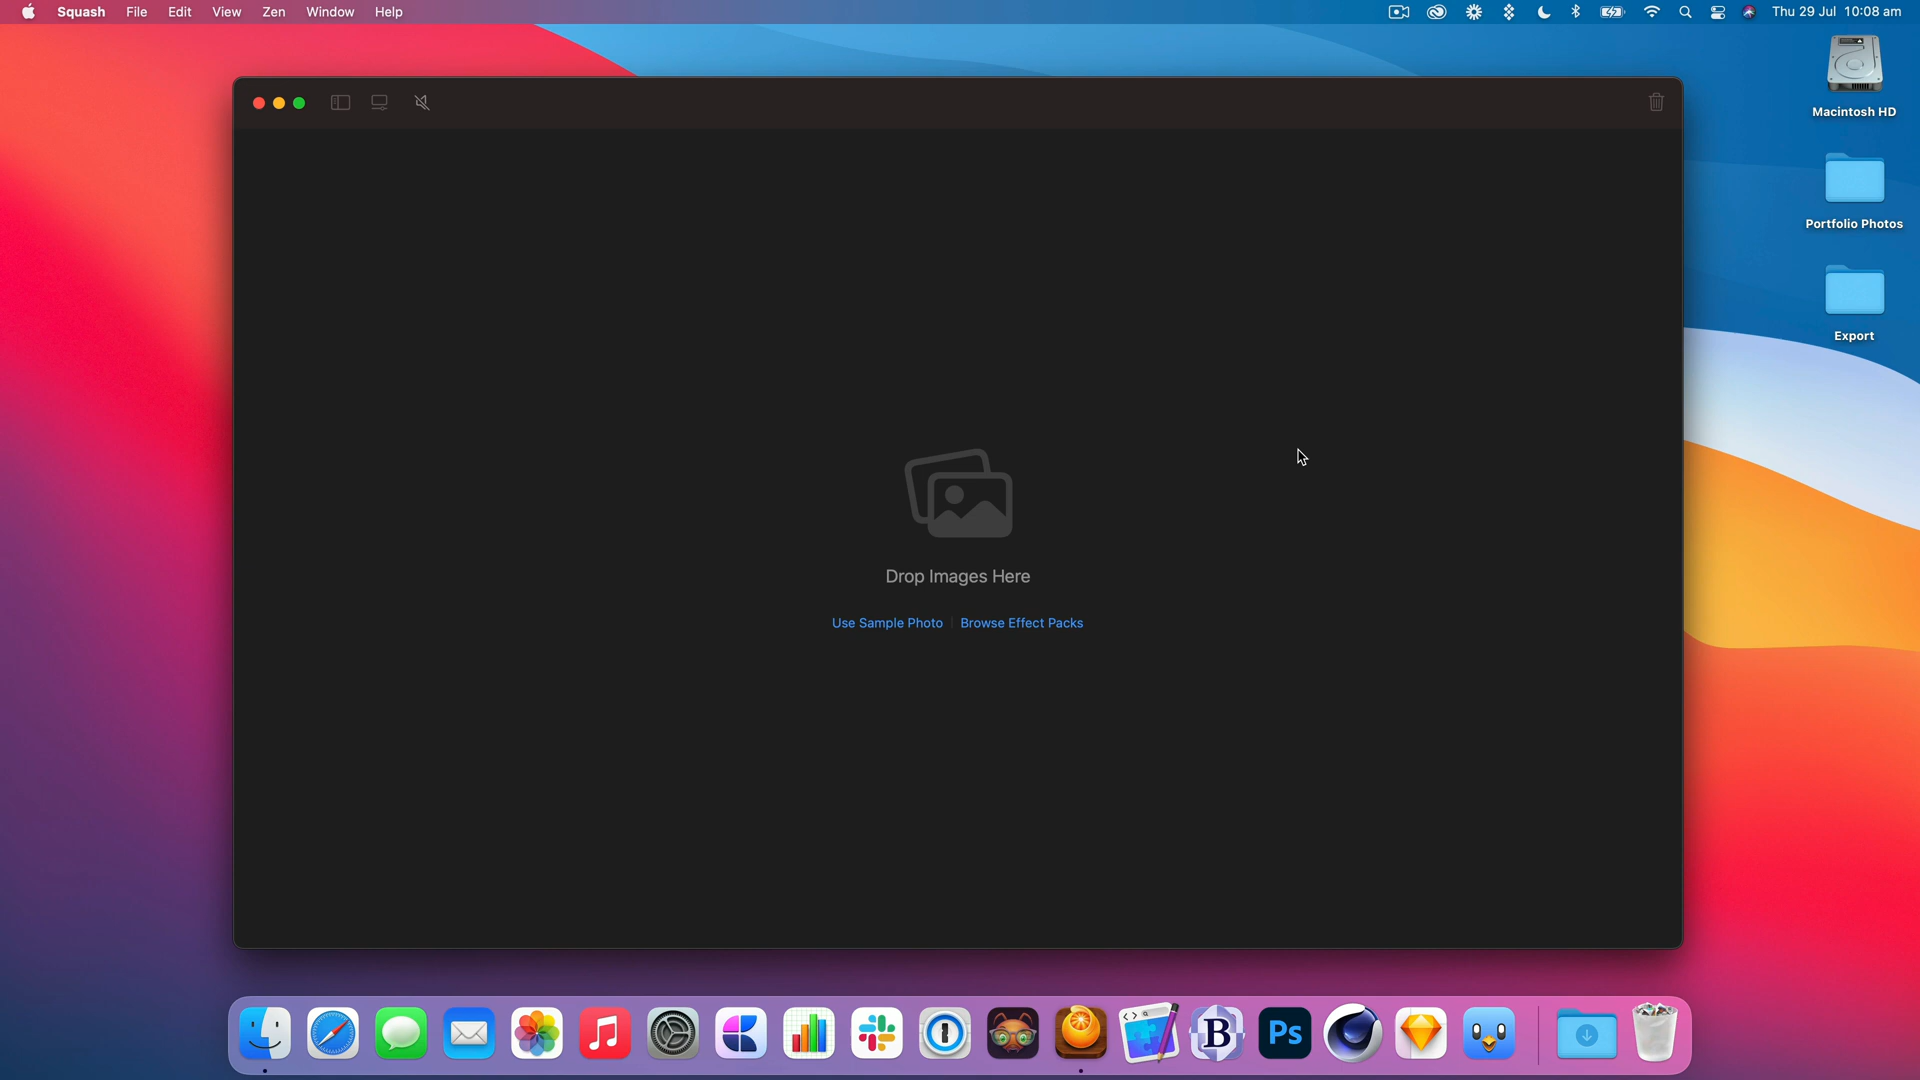 Squash File Edit View Zen Window Help
Thu 29 Jul 10:08 am
Macintosh HD
Portfolio Photos
Export
Drop Images Here
Use Sample Photo
Browse Effect Packs
Ps
B